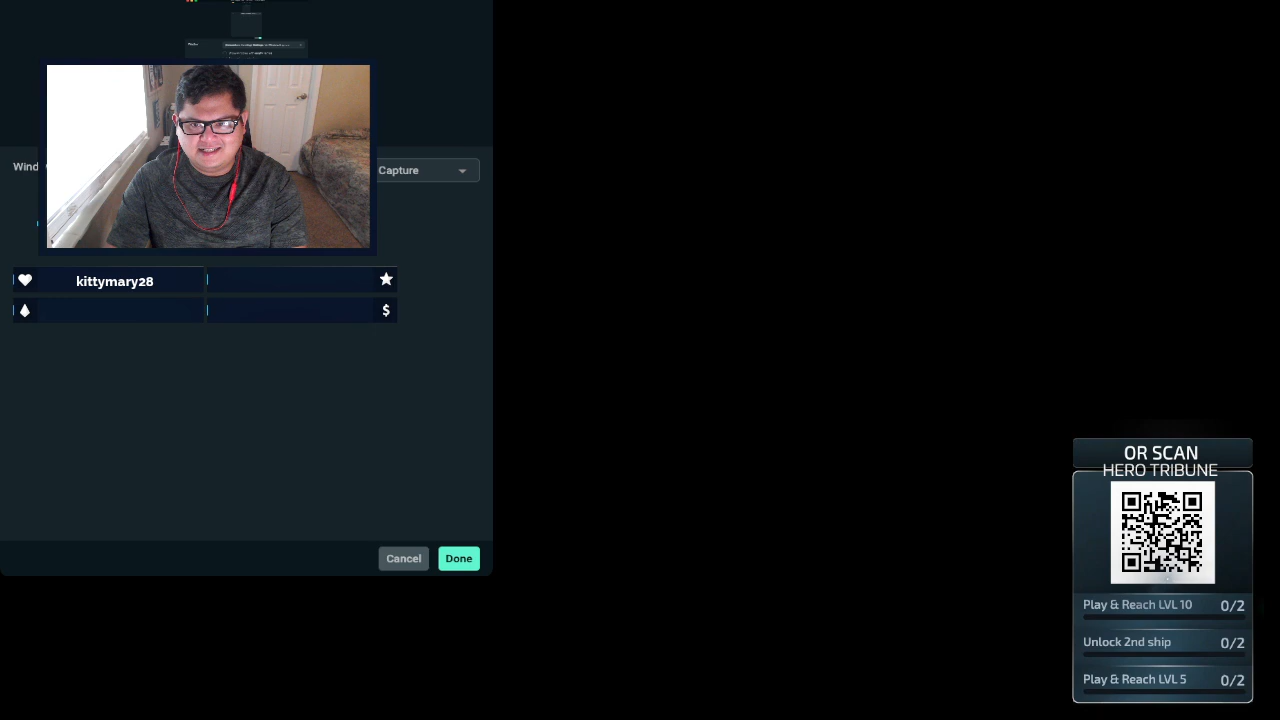 Wind
Capture
kittymary28
$
Cancel
Done
OR SCAN
HERO TRIBUNE
Play & Reach LVL 10 0/2
Unlock 2nd ship 0/2
Play & Reach LVL 5 0/2